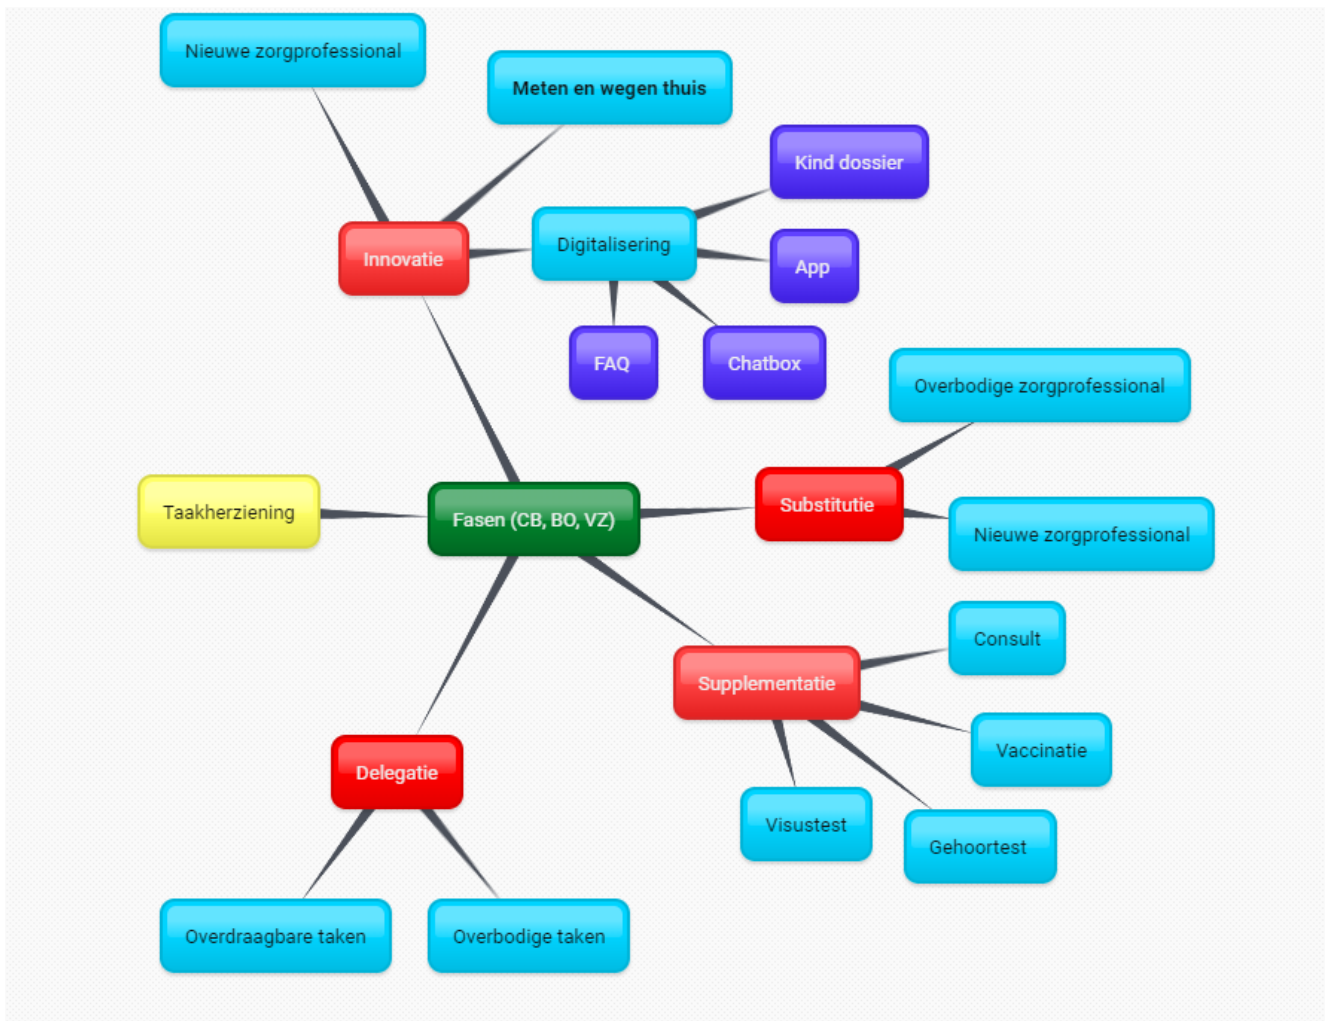 Nieuwe zorgprofessional
Meten en wegen thuis
Kind dossier
Innovatie
Digitalisering
App
FAQ
Chatbox
Overbodige zorgprofessional
Taakherziening
Fasen (CB, BO, VZ)
Substitutie
Nieuwe zorgprofessional
Consult
Supplementatie
Vaccinatie
Delegatie
Visustest
Gehoortest
Overdraagbare taken
Overbodige taken